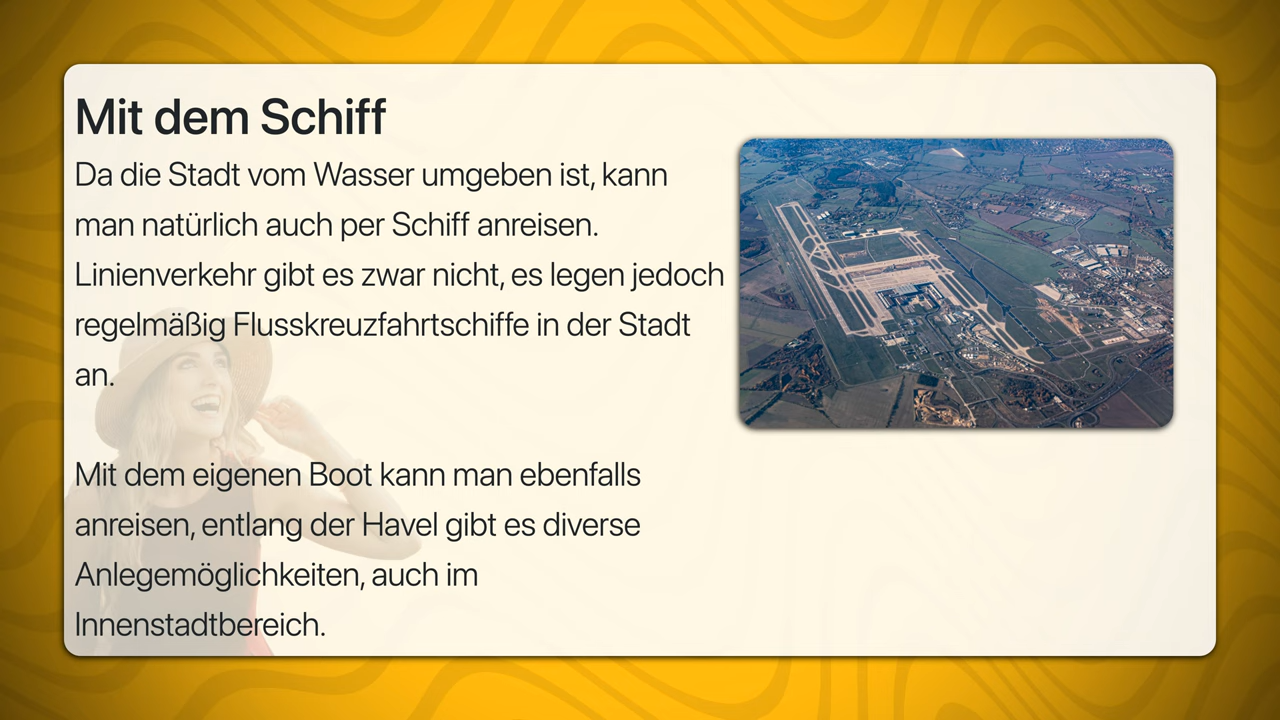 Mit dem Schiff
Da die Stadt vom Wasser umgeben ist, kann
man natürlich auch per Schiff anreisen.
Linienverkehr gibt es zwar nicht, es legen jedoch
regelmäßig Flusskreuzfahrtschiffe in der Stadt
an.
Mit dem eigenen Boot kann man ebenfalls
anreisen, entlang der Havel gibt es diverse
Anlegemöglichkeiten, auch im
Innenstadtbereich.